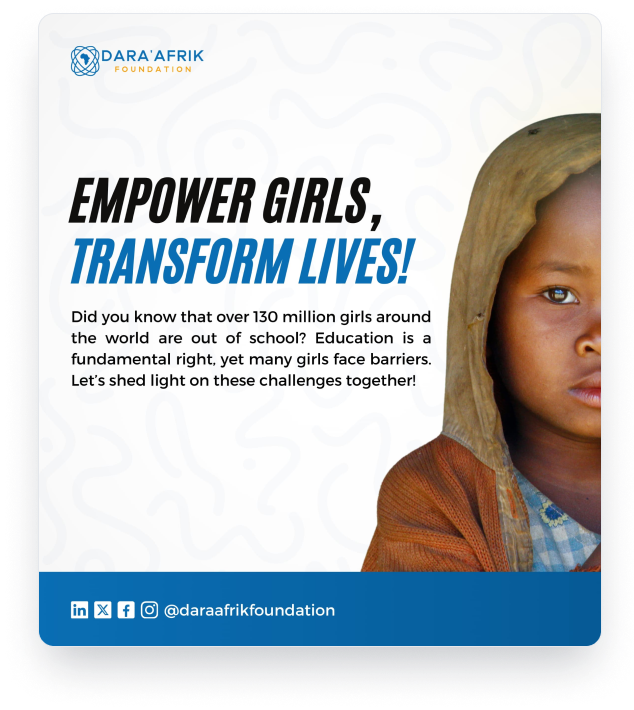 DARA'AFRIK
FOUNDATION
EMPOWER GIRLS,
TRANSFORM LIVES!
Did you know that over 130 million girls around
the world are out of school? Education is a
fundamental right, yet many girls face barriers.
Let's shed light on these challenges together!
in X f @daraafrikfoundation